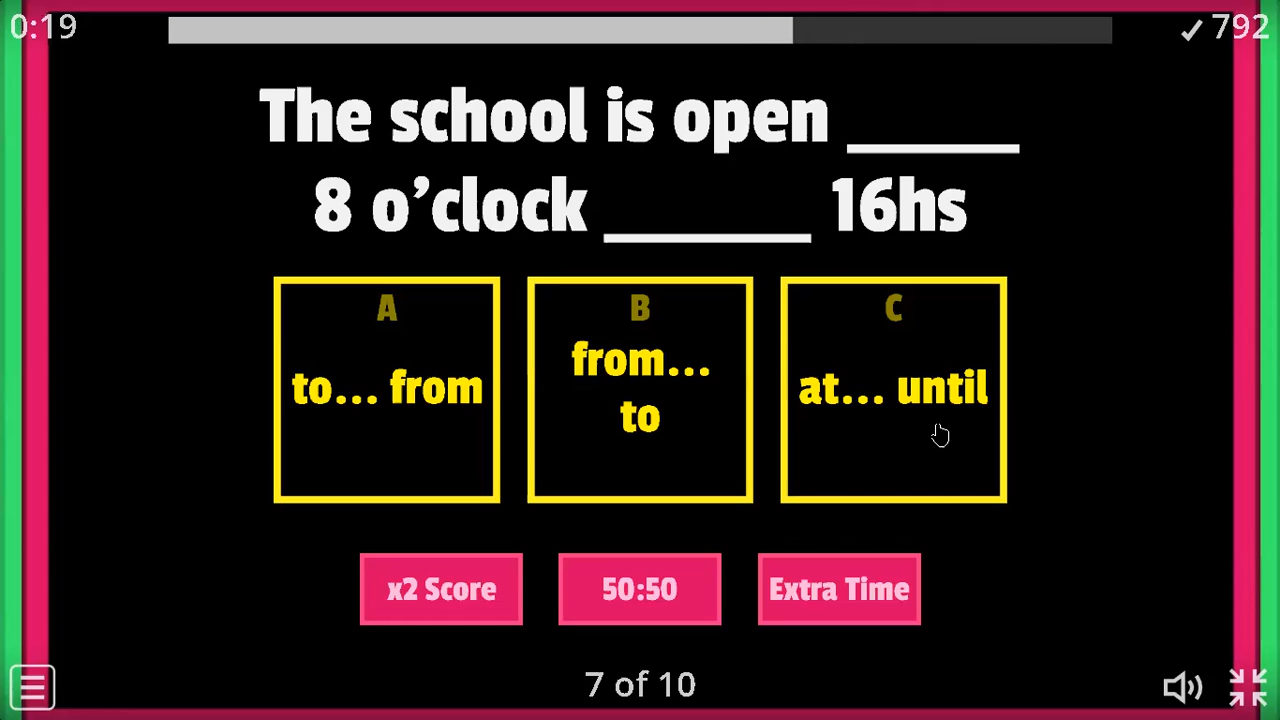 0:19
792
The school is open _____
8 o'clock ______ 16hs
A
to... from
B
from...
to
C
at... until
x2 Score
50:50
Extra Time
7 of 10